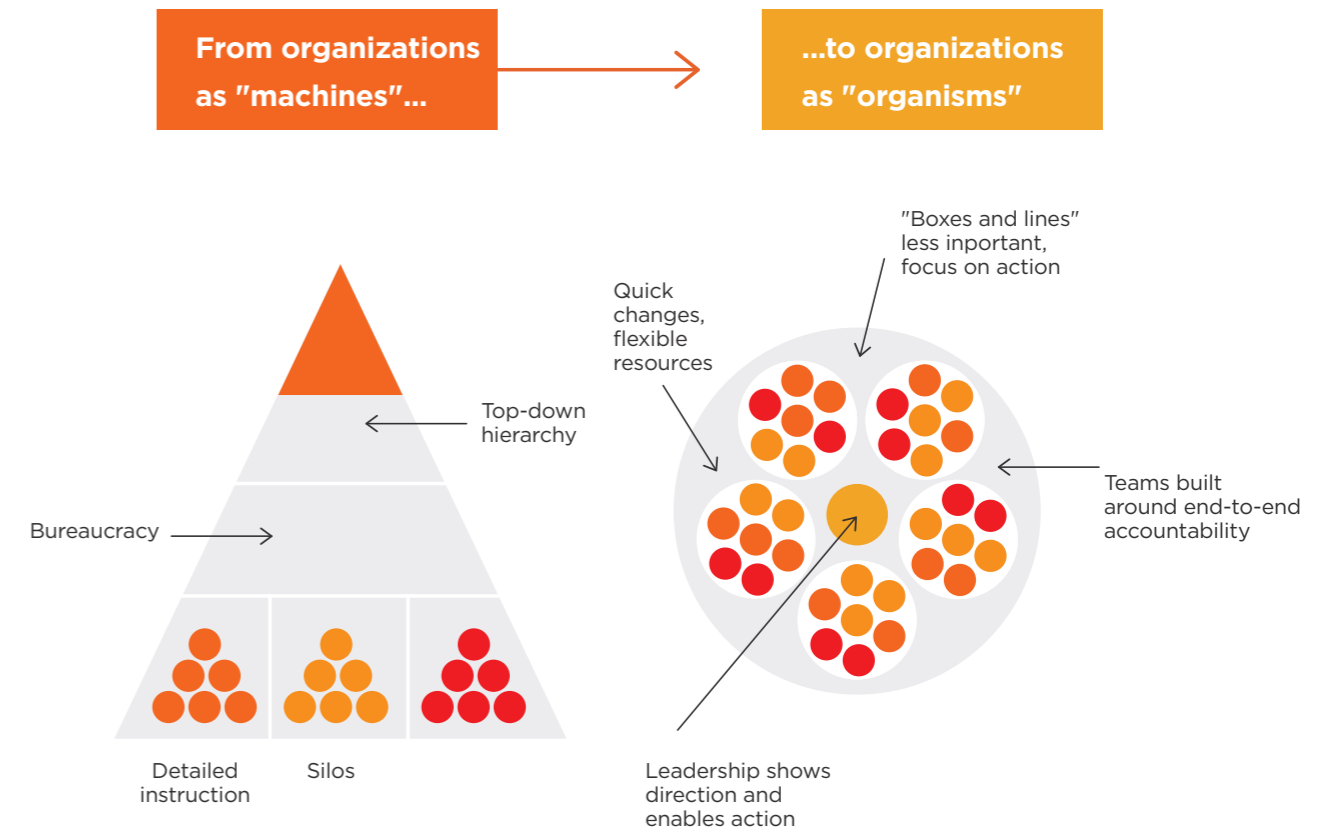 From organizations
as "machines"...
...to organizations
as "organisms"
"Boxes and lines"
less inportant,
focus on action
Quick
changes,
flexible
resources
Top-down
hierarchy
Teams built
around end-to-end
accountability
Bureaucracy
Detailed
instruction
Silos
Leadership shows
direction and
enables action